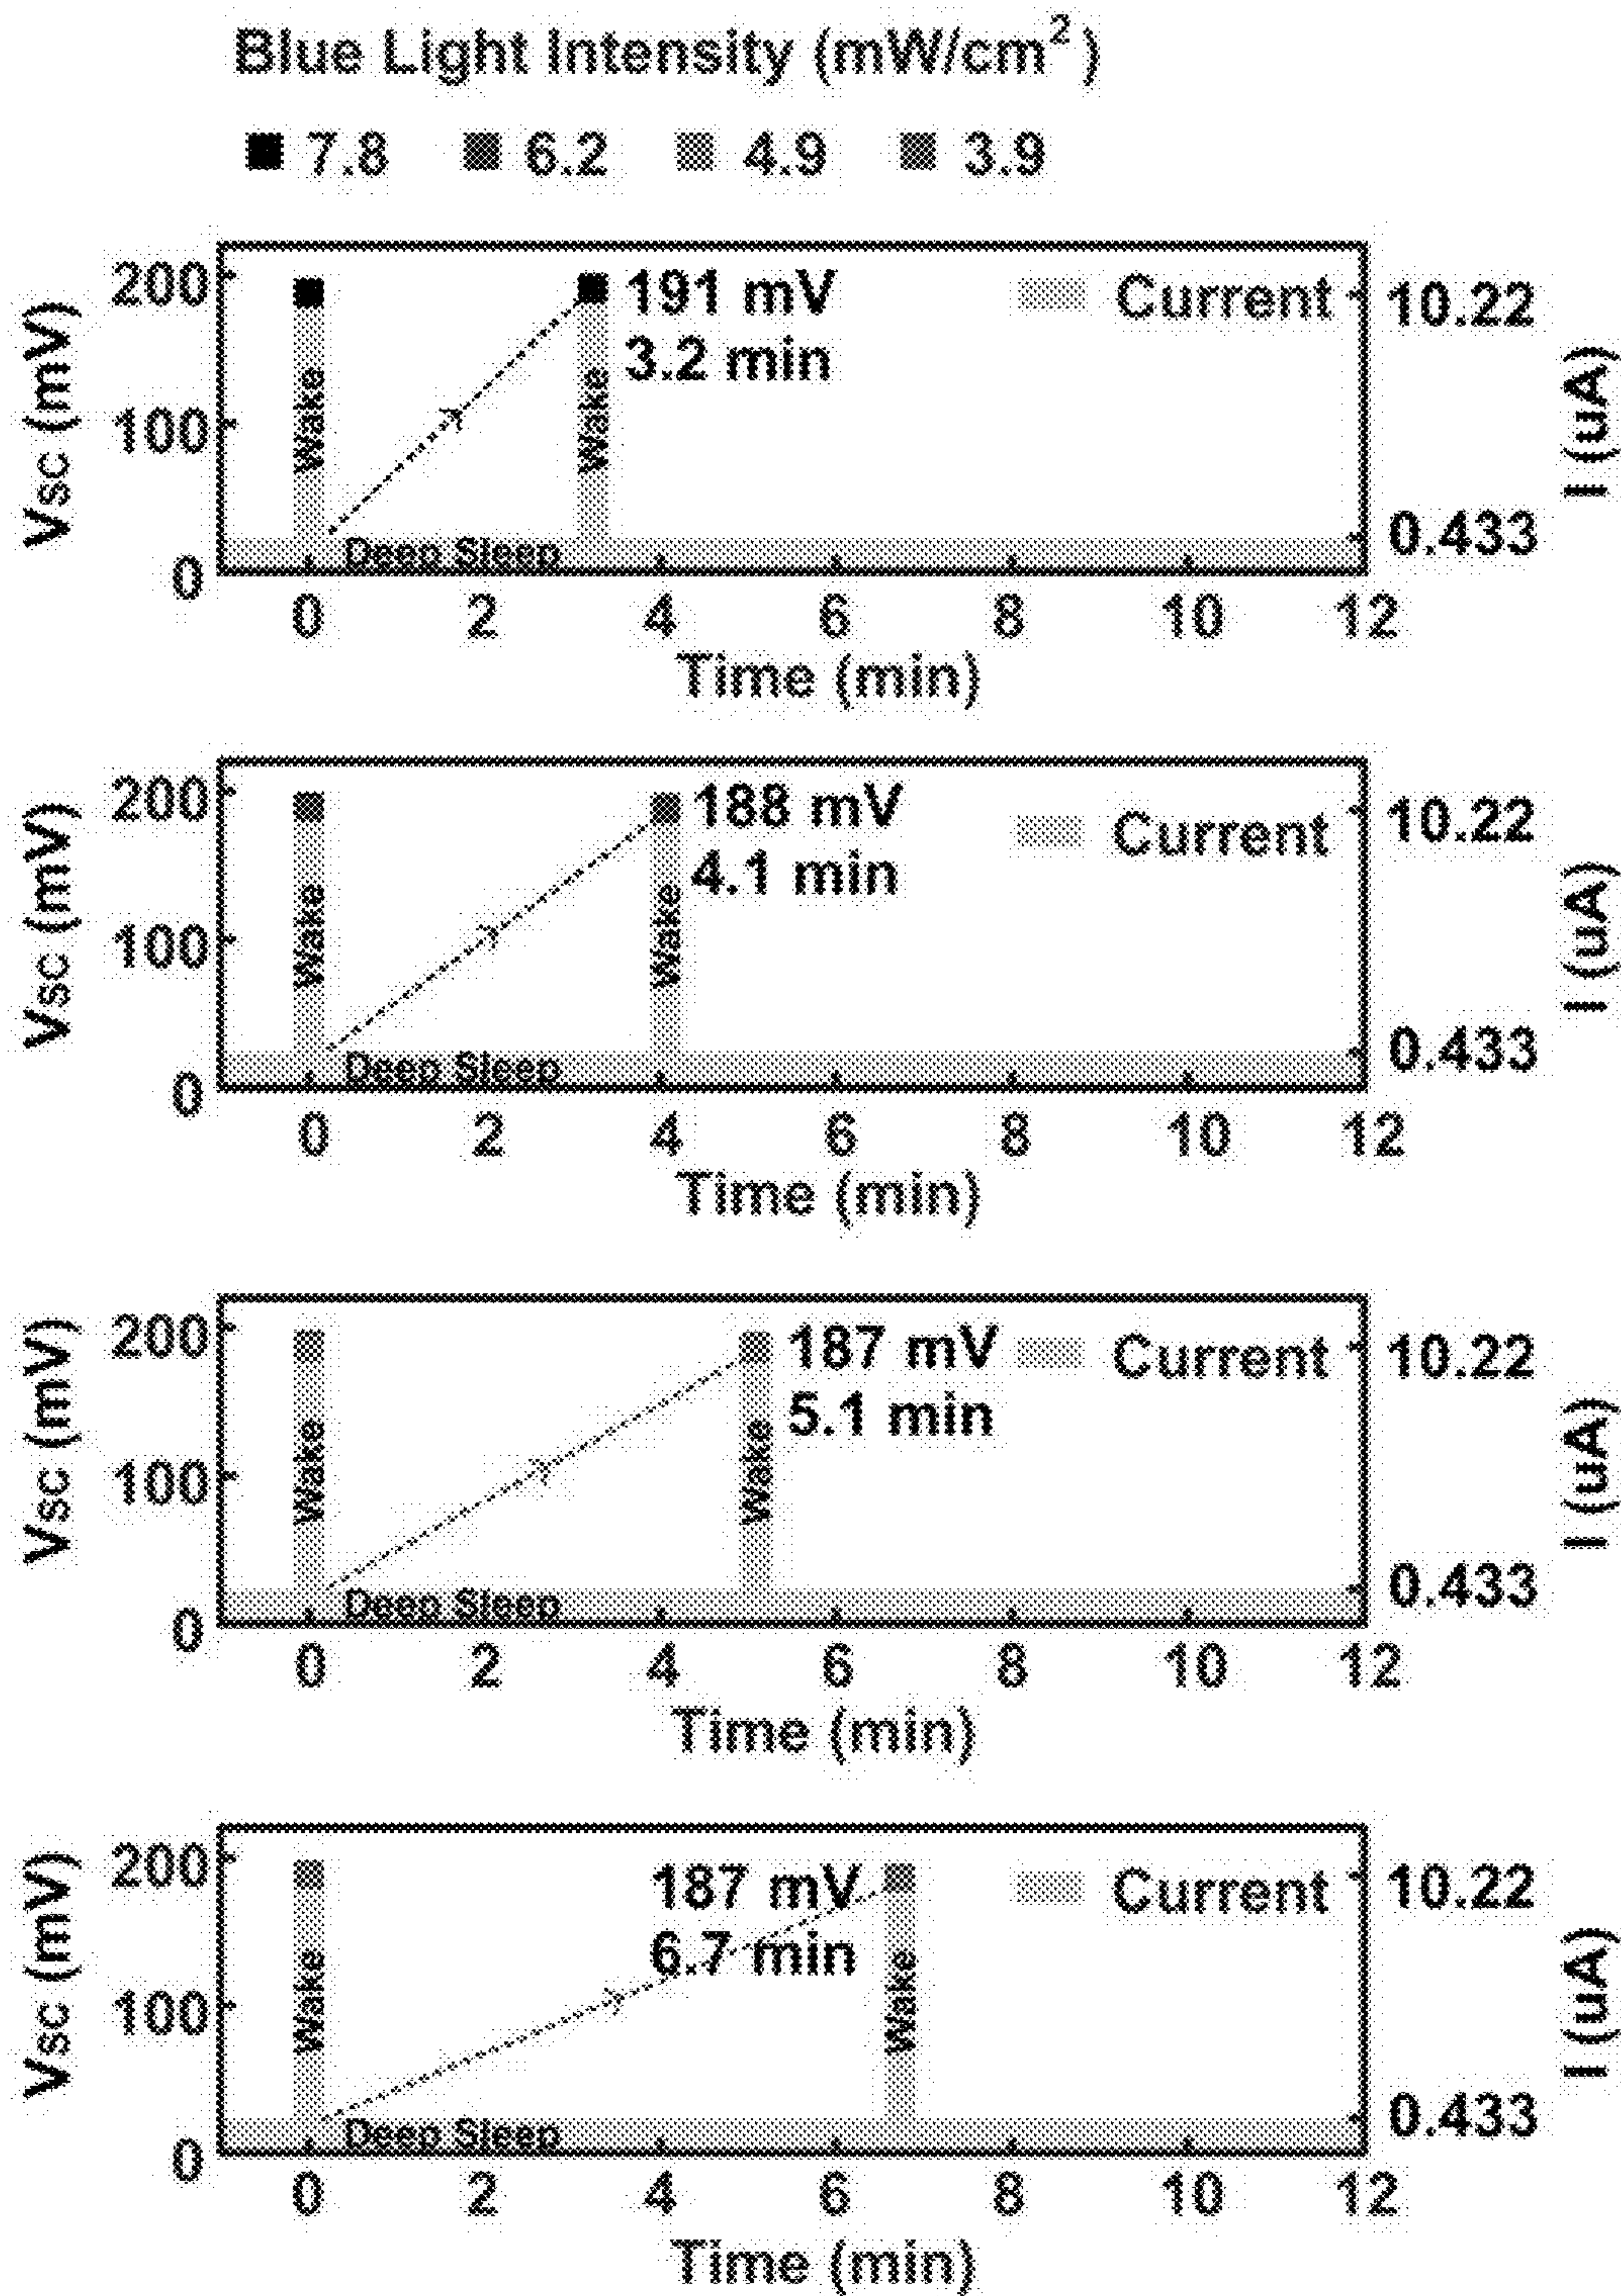 Blue Light Intensity (mW/cm²)
7.8 6.2 4.9 3.9
200 191 mV Current 10.22
3.2 min
Vsc (mV) 100 Wake Wake I (uA)
Deep Sleep 0.433
0
0 2 4 6 8 10 12
Time (min)
200 188 mV Current 10.22
4.1 min
Vsc (mV) 100 Wake Wake I (uA)
Deep Sleep 0.433
0
0 2 4 6 8 10 12
Time (min)
200 187 mV Current 10.22
5.1 min
Vsc (mV) 100 Wake Wake I (uA)
Deep Sleep 0.433
0
0 2 4 6 8 10 12
Time (min)
200 187 mV Current 10.22
6.7 min
Vsc (mV) 100 Wake Wake I (uA)
Deep Sleep 0.433
0
0 2 4 6 8 10 12
Time (min)